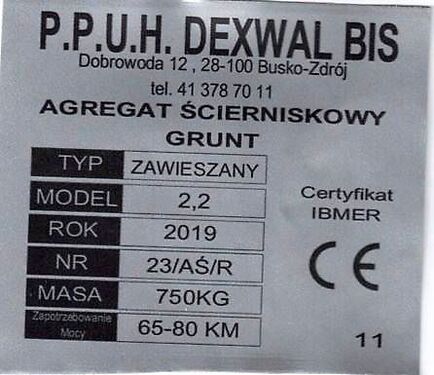 P.P.U.H. DEXWAL BIS
Dobrowoda 12 , 28-100 Busko-Zdrój
tel. 41 378 70 11
AGREGAT ŚCIERNISKOWY
GRUNT
TYP ZAWIESZANY
MODEL 2,2
ROK 2019
NR 23/AŚ/R
MASA 750KG
Zapotrzebowanie
Mocy 65-80 KM
Certyfikat
IBMER
CE
11